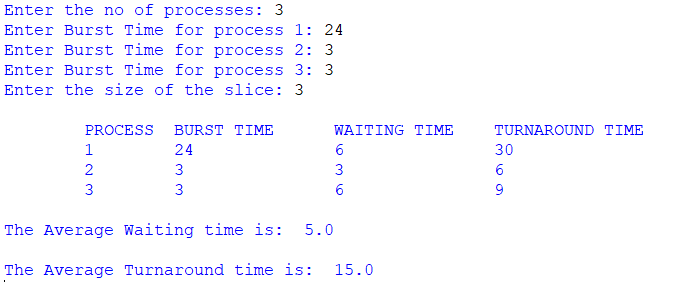 Enter the no of processes: 3
Enter Burst Time for process 1: 24
Enter Burst Time for process 2: 3
Enter Burst Time for process 3: 3
Enter the size of the slice: 3
PROCESS BURST TIME WAITING TIME TURNAROUND TIME
1 24 6 30
2 3 3 6
3 3 6 9
The Average Waiting time is: 5.0
The Average Turnaround time is: 15.0